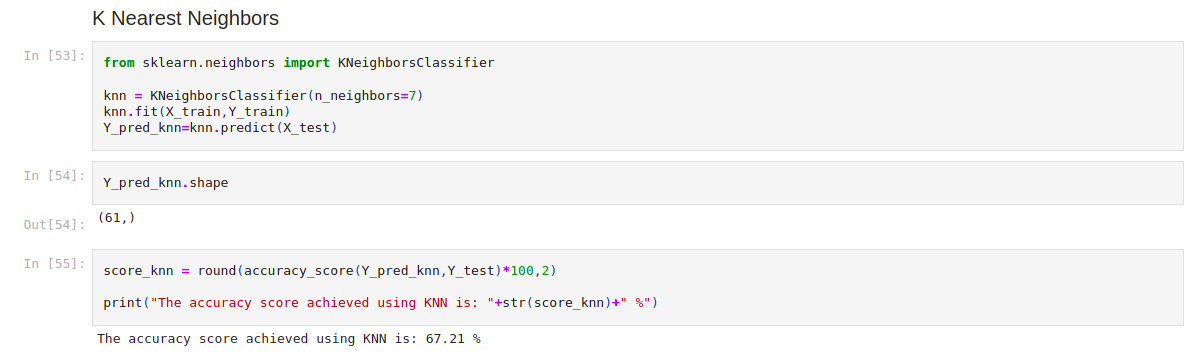 K Nearest Neighbors
In [53]:
from sklearn.neighbors import KNeighborsClassifier
knn = KNeighborsClassifier(n_neighbors=7)
knn.fit(X_train,Y_train)
Y_pred_knn=knn.predict(X_test)
In [54]:
Y_pred_knn.shape
Out[54]:
(61,)
In [55]:
score_knn = round(accuracy_score(Y_pred_knn,Y_test)*100,2)
print("The accuracy score achieved using KNN is: "+str(score_knn)+" %")
The accuracy score achieved using KNN is: 67.21 %